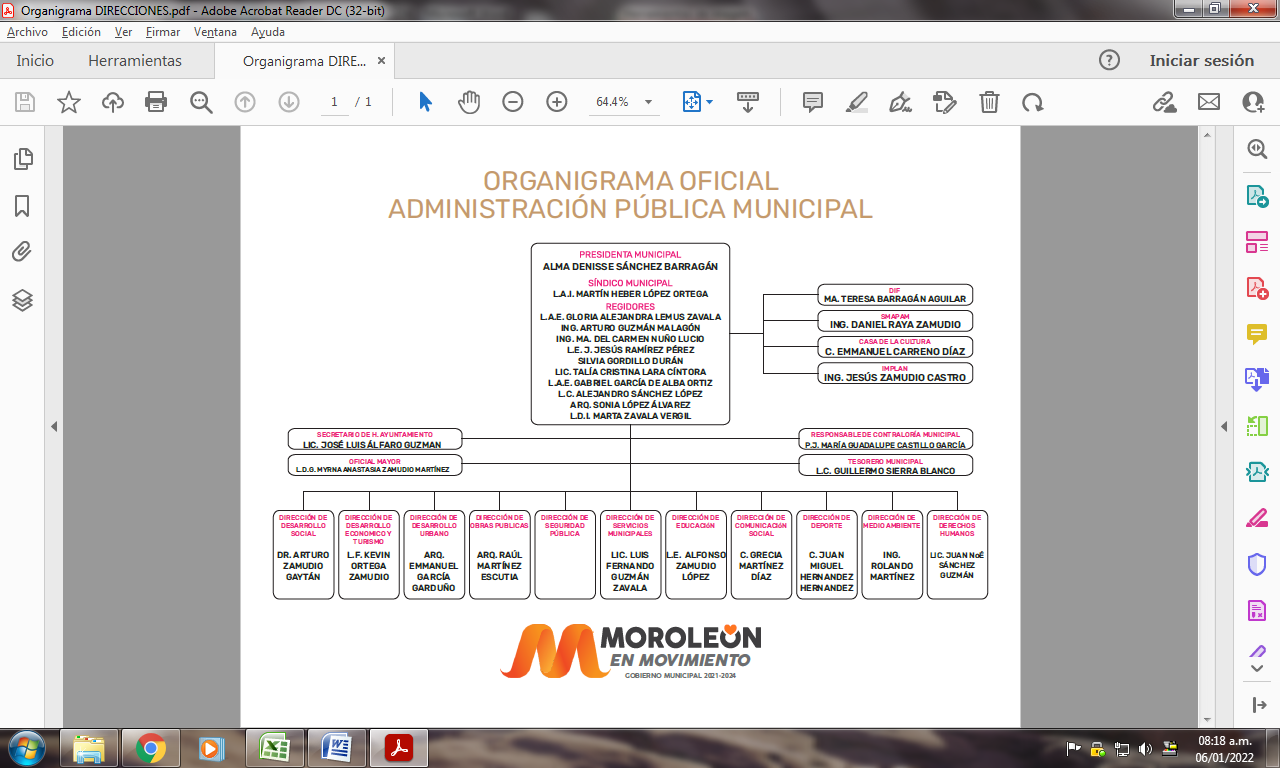 Organigrama DIRECCIONES.pdf - Adobe Acrobat Reader DC (32-bit)
Archivo Edición Ver Firmar Ventana Ayuda
Inicio Herramientas Organigrama DIRE... × Iniciar sesión
1 / 1 64.4%
ORGANIGRAMA OFICIAL
ADMINISTRACIÓN PÚBLICA MUNICIPAL
PRESIDENTA MUNICIPAL
ALMA DENISSE SÁNCHEZ BARRAGÁN
SÍNDICO MUNICIPAL
L.A.I. MARTÍN HEBER LÓPEZ ORTEGA
REGIDORES
L.A.E. GLORIA ALEJANDRA LEMUS ZAVALA
ING. ARTURO GUZMÁN MALAGÓN
ING. MA. DEL CARMEN NUÑO LUCIO
L.E. J. JESÚS RAMÍREZ PÉREZ
SILVIA GORDILLO DURÁN
LIC. TALÍA CRISTINA LARA CÍNTORA
L.A.E. GABRIEL GARCÍA DE ALBA ORTIZ
L.C. ALEJANDRO SÁNCHEZ LÓPEZ
ARQ. SONIA LÓPEZ ÁLVAREZ
L.D.I. MARTA ZAVALA VERGIL
DIF
MA. TERESA BARRAGÁN AGUILAR
SMAPAM
ING. DANIEL RAYA ZAMUDIO
CASA DE LA CULTURA
C. EMMANUEL CARRENO DÍAZ
IMPLAN
ING. JESÚS ZAMUDIO CASTRO
SECRETARIO DE H. AYUNTAMIENTO
LIC. JOSÉ LUIS ÁLFARO GUZMAN
OFICIAL MAYOR
L.D.G. MYRNA ANASTASIA ZAMUDIO MARTÍNEZ
RESPONSABLE DE CONTRALORÍA MUNICIPAL
P.J. MARÍA GUADALUPE CASTILLO GARCÍA
TESORERO MUNICIPAL
L.C. GUILLERMO SIERRA BLANCO
DIRECCIÓN DE
DESARROLLO
SOCIAL
DR. ARTURO
ZAMUDIO
GAYTÁN
DIRECCIÓN DE
DESARROLLO
ECONOMICO Y
TURISMO
L.F. KEVIN
ORTEGA
ZAMUDIO
DIRECCIÓN DE
DESARROLLO
URBANO
ARQ.
EMMANUEL
GARCÍA
GARDUÑO
DIRECCIÓN DE
OBRAS PUBLICAS
ARQ. RAÚL
MARTÍNEZ
ESCUTIA
DIRECCIÓN DE
SEGURIDAD
PÚBLICA
DIRECCIÓN DE
SERVICIOS
MUNICIPALES
LIC. LUIS
FERNANDO
GUZMÁN
ZAVALA
DIRECCIÓN DE
EDUCACIÓN
L.E. ALFONSO
ZAMUDIO
LÓPEZ
DIRECCIÓN DE
COMUNICACIÓN
SOCIAL
C. GRECIA
MARTÍNEZ
DÍAZ
DIRECCIÓN DE
DEPORTE
C. JUAN
MIGUEL
HERNANDEZ
HERNANDEZ
DIRECCIÓN DE
MEDIO AMBIENTE
ING.
ROLANDO
MARTÍNEZ
DIRECCIÓN DE
DERECHOS
HUMANOS
LIC. JUAN NoÉ
SÁNCHEZ
GUZMÁN
MOROLEÓN
EN MOVIMIENTO
GOBIERNO MUNICIPAL 2021-2024
08:18 a.m.
06/01/2022